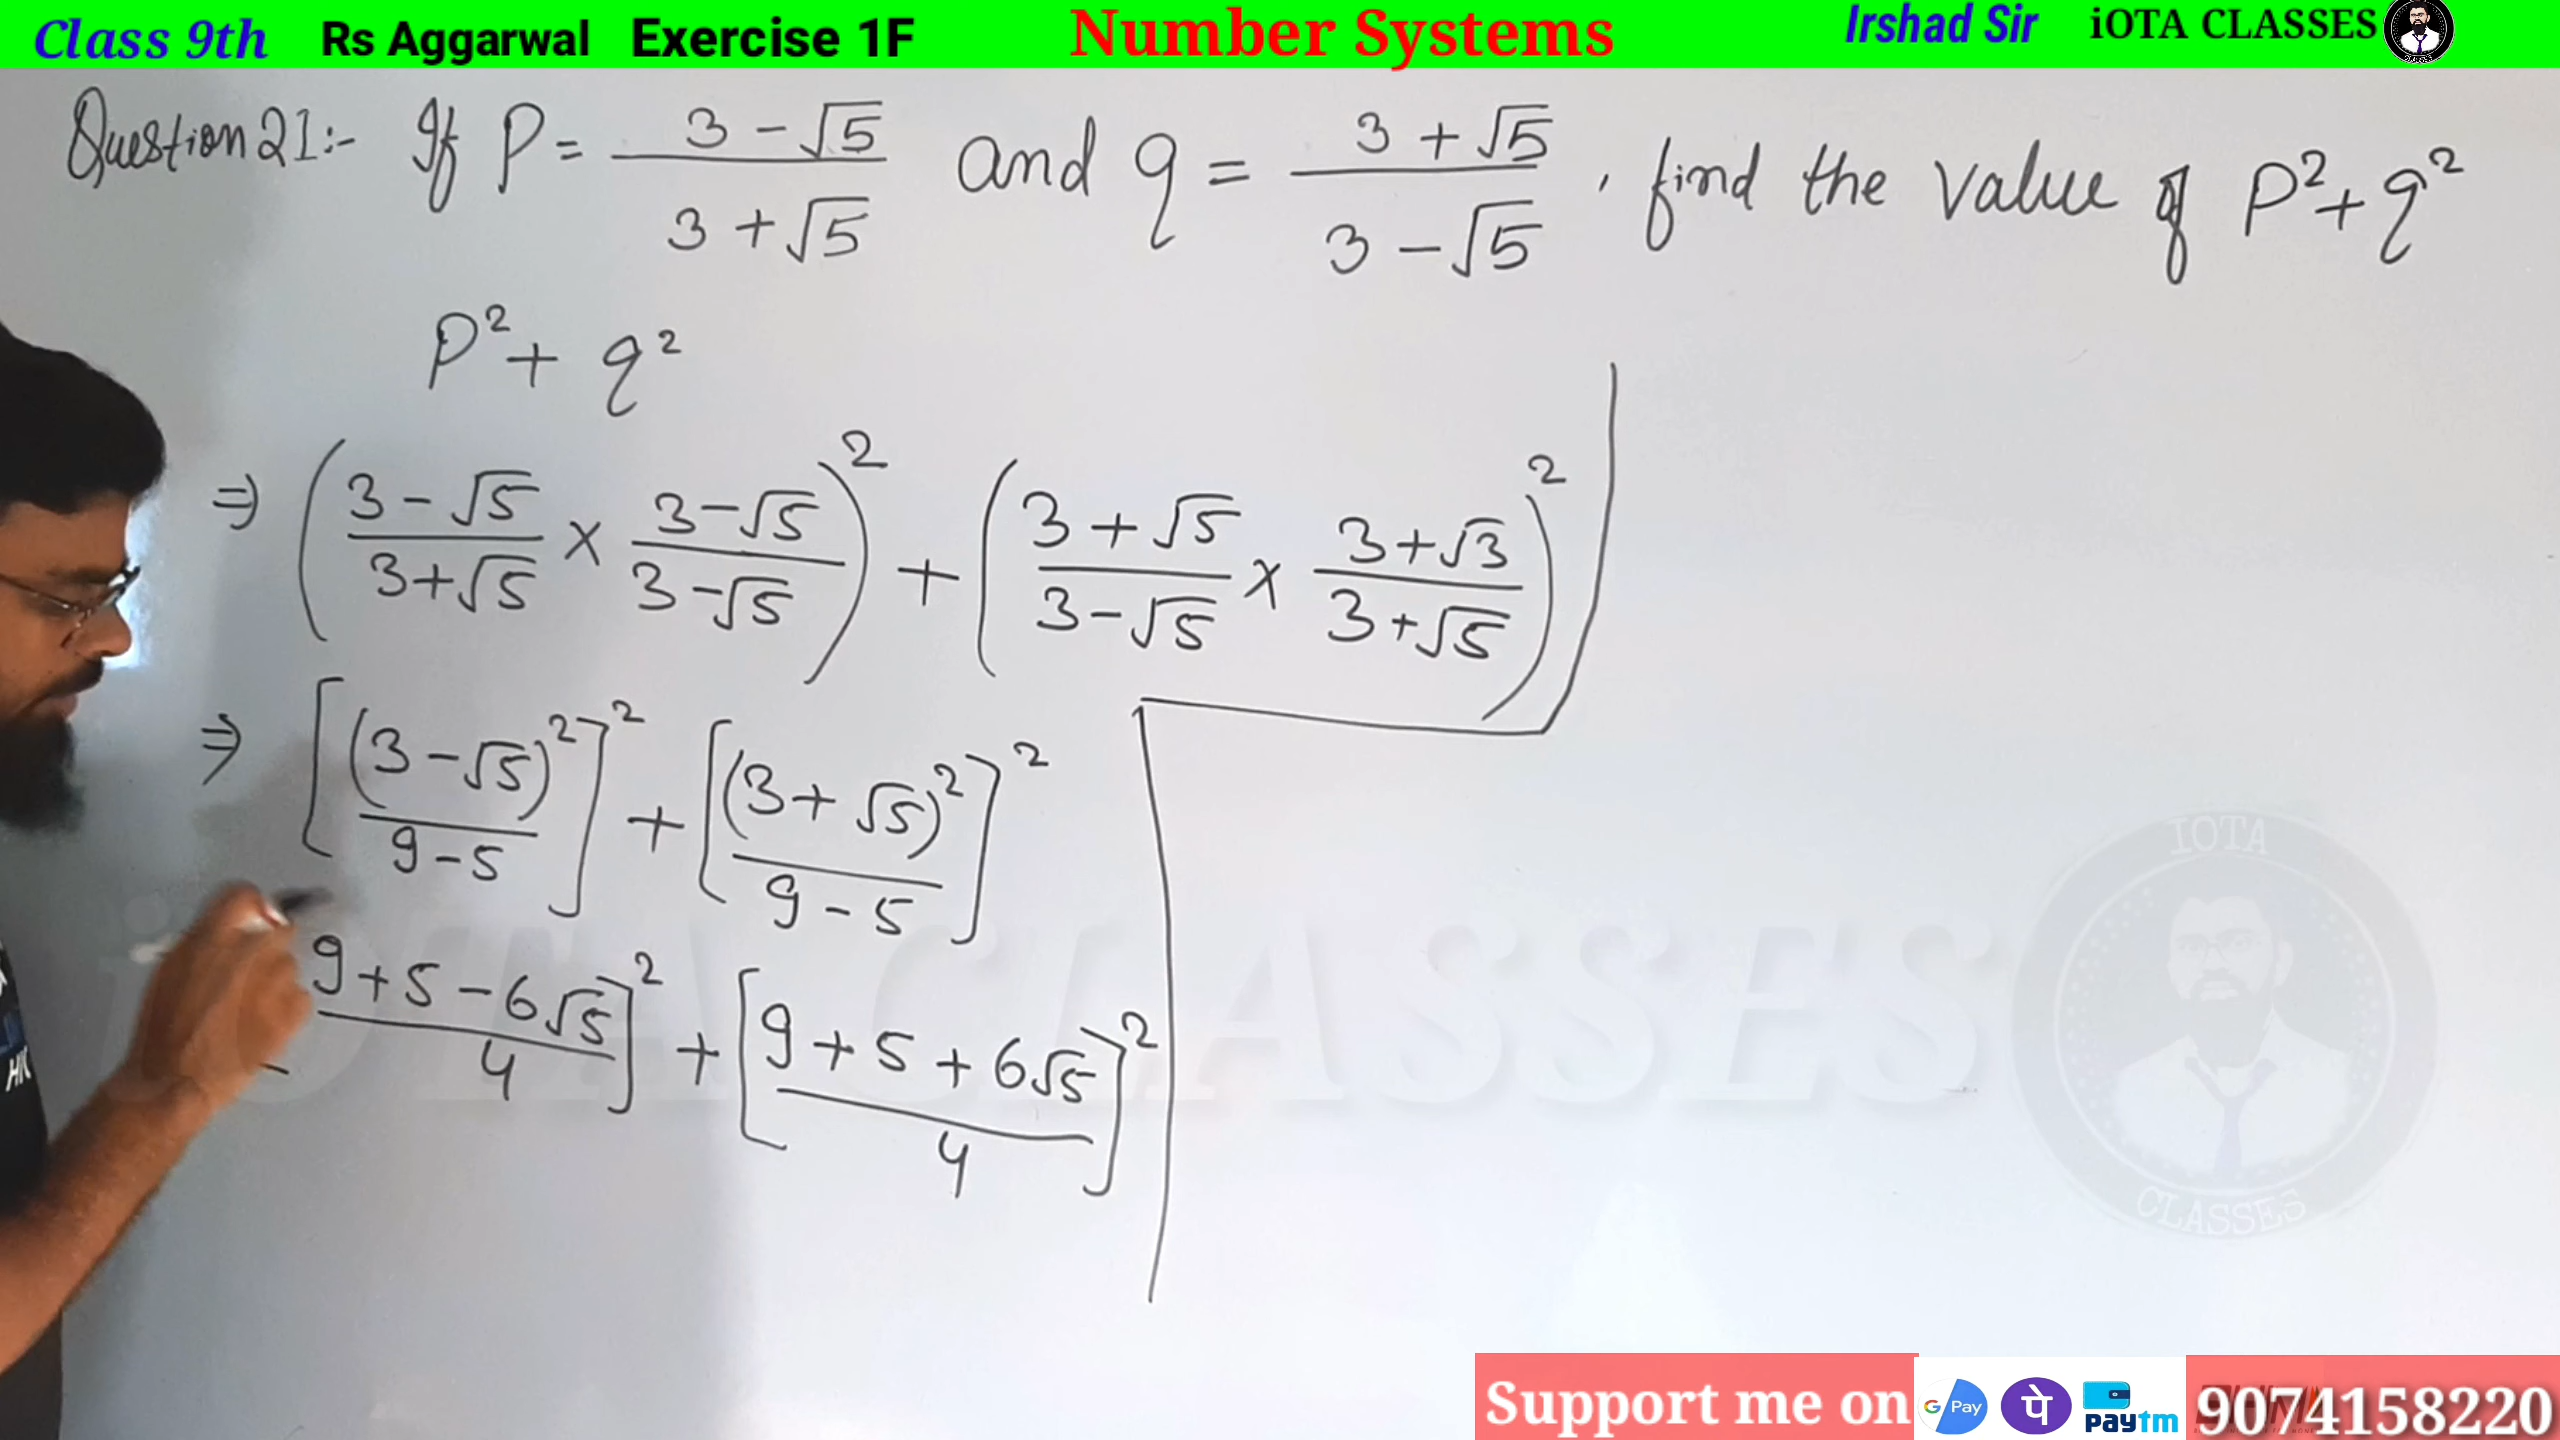 Class 9th Rs Aggarwal Exercise 1F Number Systems Irshad Sir iOTA CLASSES
Question 21:- If P = (3 - √5)/(3 + √5) and q = (3 + √5)/(3 - √5), find the value of P² + q²
P² + q²
⇒ ((3 - √5)/(3 + √5) × (3 - √5)/(3 - √5))² + ((3 + √5)/(3 - √5) × (3 + √3)/(3 + √5))²
⇒ [(3 - √5)²/(9 - 5)]² + [(3 + √5)²/(9 - 5)]²
[(9 + 5 - 6√5)/4]² + [(9 + 5 + 6√5)/4]²
IOTA
CLASSES
iOTA CLASSES
Support me on G Pay पे paytm 9074158220